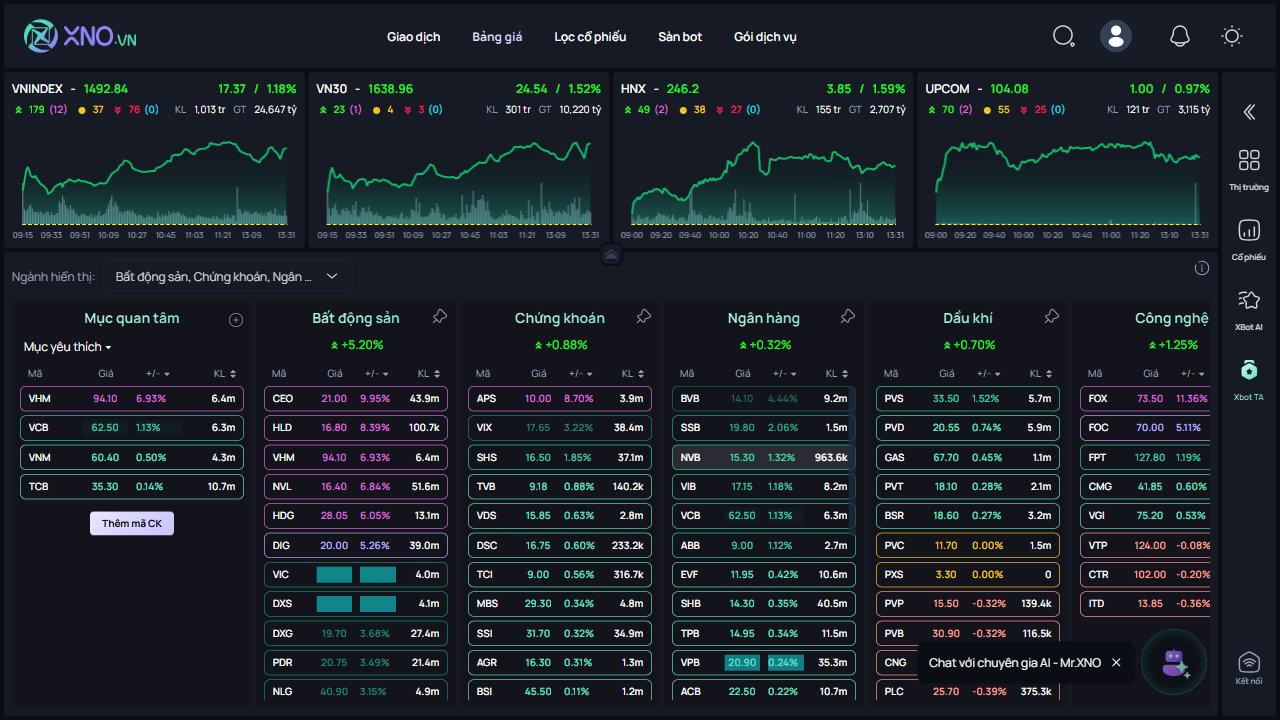 XNO.VN
Giao dịch Bảng giá Lọc cổ phiếu Sàn bot Gói dịch vụ
VNINDEX - 1492.84 17.37 / 1.18%
179 (12) 37 76 (0) KL 1,013 tr GT 24,647 tỷ
09:15 09:33 09:51 10:09 10:27 10:45 11:03 11:21 13:09 13:31
VN30 - 1638.96 24.54 / 1.52%
23 (1) 4 3 (0) KL 301 tr GT 10,220 tỷ
09:15 09:33 09:51 10:09 10:27 10:45 11:03 11:21 13:09 13:31
HNX - 246.2 3.85 / 1.59%
49 (2) 38 27 (0) KL 155 tr GT 2,707 tỷ
09:00 09:20 09:40 10:00 10:20 10:40 11:00 11:20 13:10 13:31
UPCOM - 104.08 1.00 / 0.97%
70 (2) 55 25 (0) KL 121 tr GT 3,115 tỷ
09:00 09:20 09:40 10:00 10:20 10:40 11:00 11:20 13:10 13:31
Ngành hiển thị: Bất động sản, Chứng khoán, Ngân ...
Mục quan tâm
Mục yêu thích
Mã Giá +/- KL
VHM 94.10 6.93% 6.4m
VCB 62.50 1.13% 6.3m
VNM 60.40 0.50% 4.3m
TCB 35.30 0.14% 10.7m
Thêm mã CK
Bất động sản
+5.20%
Mã Giá +/- KL
CEO 21.00 9.95% 43.9m
HLD 16.80 8.39% 100.7k
VHM 94.10 6.93% 6.4m
NVL 16.40 6.84% 51.6m
HDG 28.05 6.05% 13.1m
DIG 20.00 5.26% 39.0m
VIC 4.0m
DXS 4.1m
DXG 19.70 3.68% 27.4m
PDR 20.75 3.49% 21.4m
NLG 40.90 3.15% 4.9m
Chứng khoán
+0.88%
Mã Giá +/- KL
APS 10.00 8.70% 3.9m
VIX 17.65 3.22% 38.4m
SHS 16.50 1.85% 37.1m
TVB 9.18 0.88% 140.2k
VDS 15.85 0.63% 2.8m
DSC 16.75 0.60% 233.2k
TCI 9.00 0.56% 316.7k
MBS 29.30 0.34% 4.8m
SSI 31.70 0.32% 34.9m
AGR 16.30 0.31% 1.3m
BSI 45.50 0.11% 1.2m
Ngân hàng
+0.32%
Mã Giá +/- KL
BVB 14.10 4.44% 9.2m
SSB 19.80 2.06% 1.5m
NVB 15.30 1.32% 963.6k
VIB 17.15 1.18% 8.2m
VCB 62.50 1.13% 6.3m
ABB 9.00 1.12% 2.7m
EVF 11.95 0.42% 10.6m
SHB 14.30 0.35% 40.5m
TPB 14.95 0.34% 11.5m
VPB 20.90 0.24% 35.3m
ACB 22.50 0.22% 10.7m
Dầu khí
+0.70%
Mã Giá +/- KL
PVS 33.50 1.52% 5.7m
PVD 20.55 0.74% 5.9m
GAS 67.70 0.45% 1.1m
PVT 18.10 0.28% 2.1m
BSR 18.60 0.27% 3.2m
PVC 11.70 0.00% 1.5m
PXS 3.30 0.00% 0
PVP 15.50 -0.32% 139.4k
PVB 30.90 -0.32% 116.5k
CNG
PLC 25.70 -0.39% 375.3k
Công nghệ
+1.25%
Mã Giá +/-
FOX 73.50 11.36%
FOC 70.00 5.11%
FPT 127.80 1.19%
CMG 41.85 0.60%
VGI 75.20 0.53%
VTP 124.00 -0.08%
CTR 102.00 -0.20%
ITD 13.85 -0.36%
Chat với chuyên gia AI - Mr.XNO
Thị trường
Cổ phiếu
XBot AI
Xbot TA
Kết nối